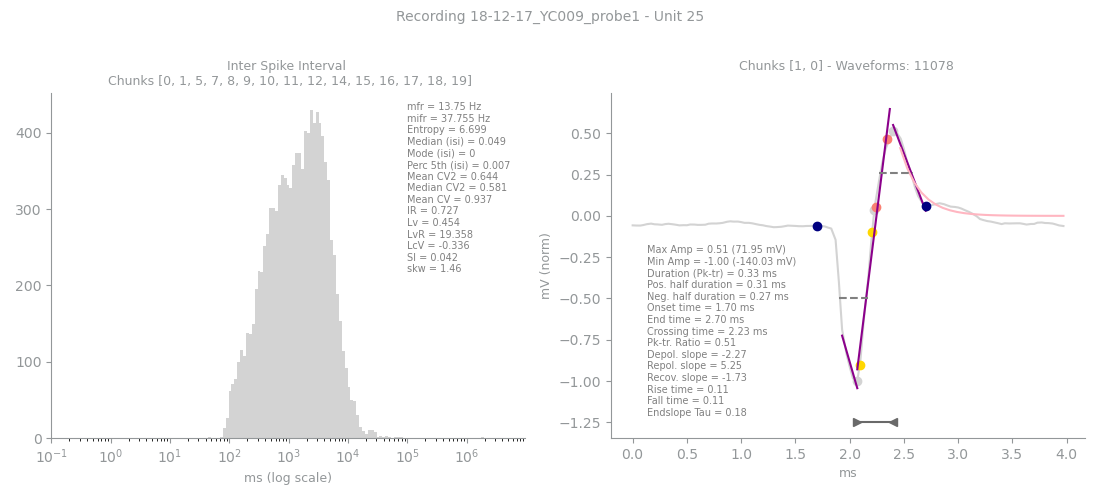 Recording 18-12-17_YC009_probe1 - Unit 25
Inter Spike Interval
Chunks [0, 1, 5, 7, 8, 9, 10, 11, 12, 14, 15, 16, 17, 18, 19]
mfr = 13.75 Hz
mifr = 37.755 Hz
Entropy = 6.699
Median (isi) = 0.049
Mode (isi) = 0
Perc 5th (isi) = 0.007
Mean CV2 = 0.644
Median CV2 = 0.581
Mean CV = 0.937
IR = 0.727
Lv = 0.454
LvR = 19.358
LcV = -0.336
SI = 0.042
skw = 1.46
400
300
200
100
0
10⁻¹ 10⁰ 10¹ 10² 10³ 10⁴ 10⁵ 10⁶
ms (log scale)
Chunks [1, 0] - Waveforms: 11078
mV (norm)
0.50
0.25
0.00
−0.25
−0.50
−0.75
−1.00
−1.25
Max Amp = 0.51 (71.95 mV)
Min Amp = -1.00 (-140.03 mV)
Duration (Pk-tr) = 0.33 ms
Pos. half duration = 0.31 ms
Neg. half duration = 0.27 ms
Onset time = 1.70 ms
End time = 2.70 ms
Crossing time = 2.23 ms
Pk-tr. Ratio = 0.51
Depol. slope = -2.27
Repol. slope = 5.25
Recov. slope = -1.73
Rise time = 0.11
Fall time = 0.11
Endslope Tau = 0.18
0.0 0.5 1.0 1.5 2.0 2.5 3.0 3.5 4.0
ms